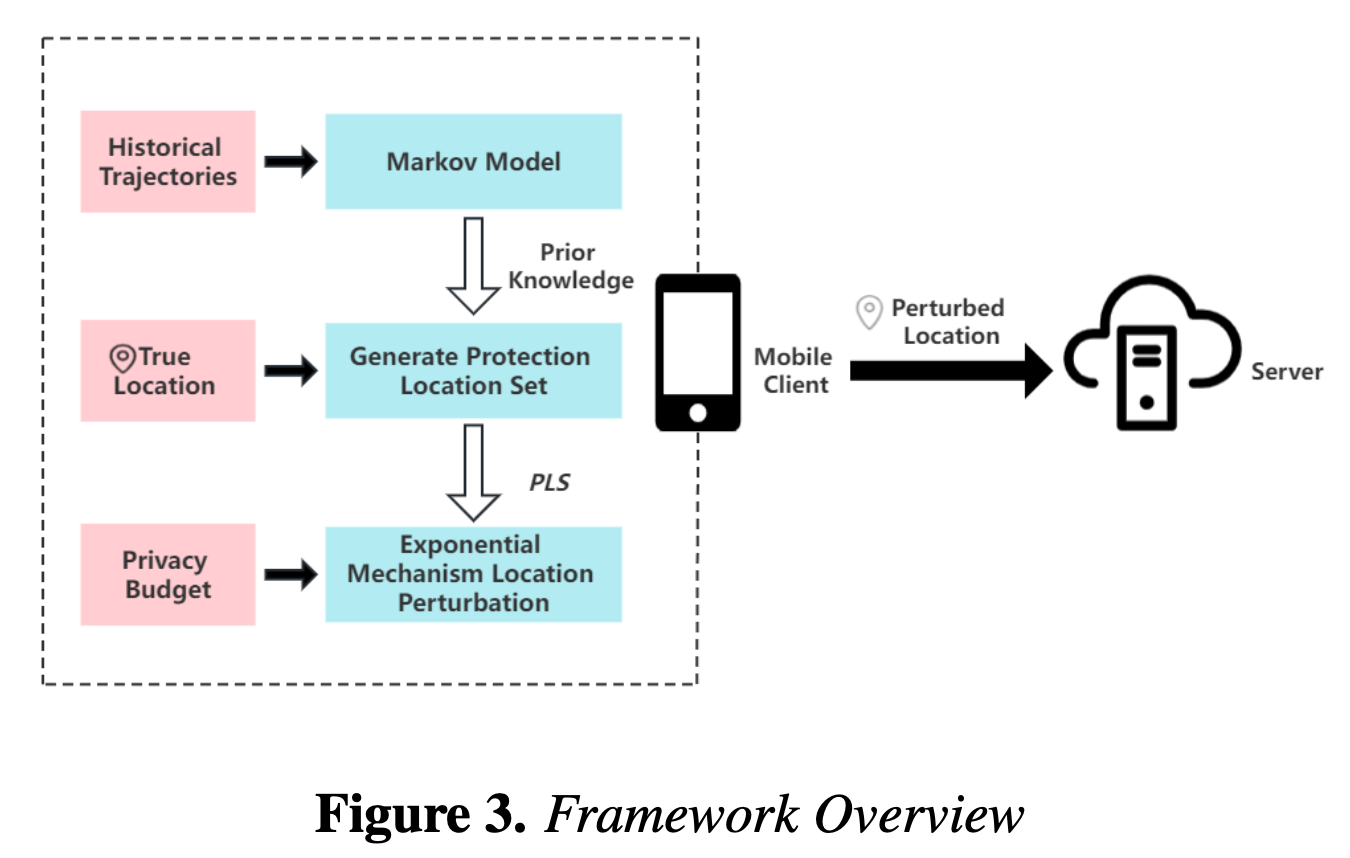 Historical
Trajectories
Markov Model
Prior
Knowledge
True
Location
Generate Protection
Location Set
Mobile
Client
Perturbed
Location
Server
PLS
Privacy
Budget
Exponential
Mechanism Location
Perturbation
Figure 3. Framework Overview